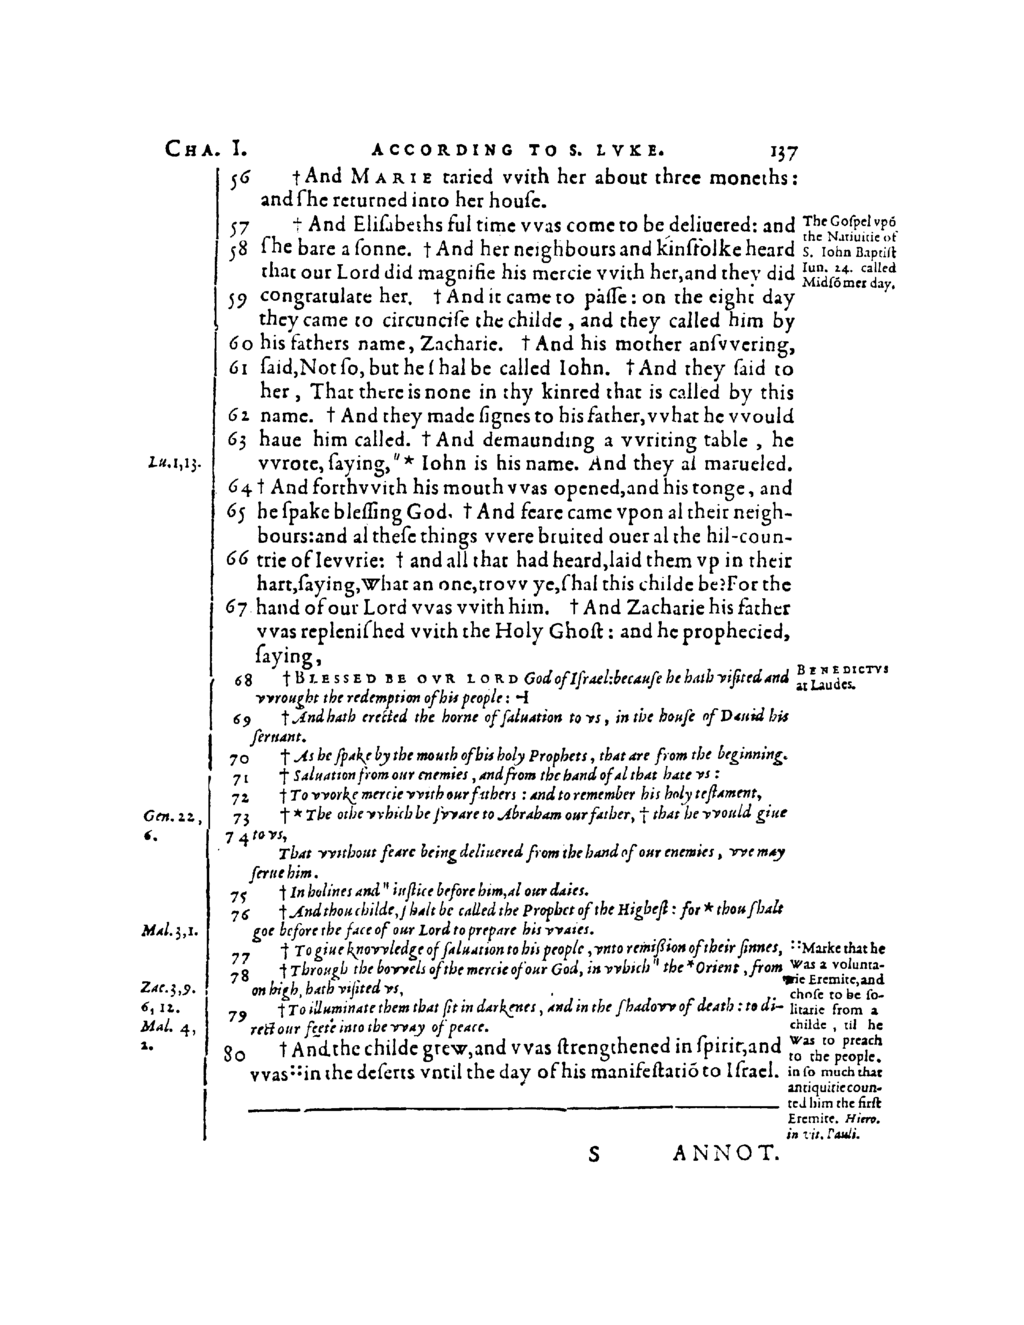 CHA. I. ACCORDING TO S. LVKE. 137
56 † And MARIE taried vvith her about three moneths:
and ſhe returned into her houſe.
57 † And Eliſabeths ful time vvas come to be deliuered: and
58 ſhe bare a ſonne. † And her neighbours and kinſfolke heard
that our Lord did magnifie his mercie vvith her, and they did
59 congratulate her. † And it came to paſſe: on the eight day
they came to circuncife the childe, and they called him by
60 his fathers name, Zacharie. † And his mother anſvvering,
61 ſaid, Not ſo, but he ſhal be called Iohn. † And they ſaid to
her, That there is none in thy kinred that is called by this
62 name. † And they made ſignes to his father, vvhat he vvould
63 haue him called. † And demaunding a vvriting table, he
vvrote, ſaying, "* Iohn is his name. And they al marueled.
64 † And forthvvith his mouth vvas opened, and his tonge, and
65 he ſpake bleſſing God. † And feare came vpon al their neigh-
bours: and al theſe things vvere bruited ouer al the hil-coun-
66 trie of Ievvrie: † and all that had heard, laid them vp in their
hart, ſaying, What an one, trovv ye, ſhal this childe be? For the
67 hand of our Lord vvas vvith him. † And Zacharie his father
vvas repleniſhed vvith the Holy Ghoſt: and he prophecied,
ſaying,
68 † BLESSED BE OVR LORD God of Iſrael: becauſe he hath viſited and
vvrought the redemption of his people: ⊣
69 † And hath erected the horne of ſaluation to vs, in the houſe of Dauid his
ſeruant.
70 † As he ſpake by the mouth of his holy Prophets, that are from the beginning.
71 † Saluation from our enemies, and from the hand of al that hate vs:
72 † To vvorke mercie vvith our fathers: and to remember his holy teſtament,
73 † * The othe vvhich he ſvvare to Abraham our father, † that he vvould giue
74 to vs,
That vvithout feare being deliuered from the hand of our enemies, vve may
ſerue him.
75 † In holines and " iuſtice before him, al our daies.
76 † And thou childe, ſhalt be called the Prophet of the Higheſt: for * thou ſhalt
goe before the face of our Lord to prepare his vvaies.
77 † To giue knovvledge of ſaluation to his people, vnto remiſſion of their ſinnes,
78 † Through the bovvels of the mercie of our God, in vvhich " the * Orient, from
on high, hath viſited vs,
79 † To illuminate them that ſit in darkenes, and in the ſhadovv of death: to di-
rect our feete into the vvay of peace.
80 † And the childe grew, and vvas ſtrengthened in ſpirit, and
vvas :: in the deſerts vntil the day of his manifeſtatiō to Iſrael.
Lu. 1,13.
Gen. 22,
6.
Mal. 3,1.
Zac. 3,9.
6, 12.
Mal. 4,
2.
The Goſpel vpō
the Natiuitie of
S. Iohn Baptiſt
Iun. 24. called
Midſōmer day.
BENEDICTVS
at Laudes.
:: Marke that he
was a volunta-
rie Eremite, and
choſe to be ſo-
litarie from a
childe, til he
was to preach
to the people.
in ſo much that
antiquitie coun-
ted him the firſt
Eremite. Hiero.
in vit. Pauli.
S ANNOT.